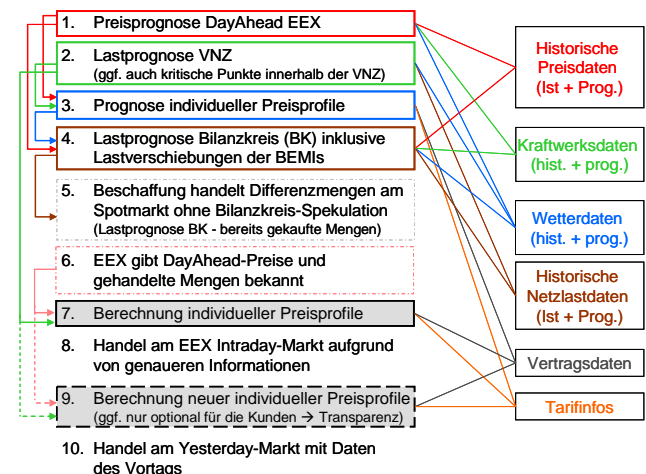 1. Preisprognose DayAhead EEX
2. Lastprognose VNZ
(ggf. auch kritische Punkte innerhalb der VNZ)
3. Prognose individueller Preisprofile
4. Lastprognose Bilanzkreis (BK) inklusive
Lastverschiebungen der BEMIs
5. Beschaffung handelt Differenzmengen am
Spotmarkt ohne Bilanzkreis-Spekulation
(Lastprognose BK - bereits gekaufte Mengen)
6. EEX gibt DayAhead-Preise und
gehandelte Mengen bekannt
7. Berechnung individueller Preisprofile
8. Handel am EEX Intraday-Markt aufgrund
von genaueren Informationen
9. Berechnung neuer individueller Preisprofile
(ggf. nur optional für die Kunden → Transparenz)
10. Handel am Yesterday-Markt mit Daten
des Vortags
Historische
Preisdaten
(Ist + Prog.)
Kraftwerksdaten
(hist. + prog.)
Wetterdaten
(hist. + prog.)
Historische
Netzlastdaten
(Ist + Prog.)
Vertragsdaten
Tarifinfos